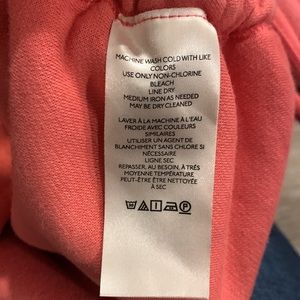 MACHINE WASH COLD WITH LIKE
COLORS
USE ONLY NON-CHLORINE
BLEACH
LINE DRY
MEDIUM IRON AS NEEDED
MAY BE DRY CLEANED
LAVER À LA MACHINE À L'EAU
FROIDE AVEC COULEURS
SIMILAIRES
UTILISER UN AGENT DE
BLANCHIMENT SANS CHLORE SI
NÉCESSAIRE
LIGNE SEC
REPASSER, AU BESOIN, À TRÉS
MOYENNE TEMPÉRATURE
PEUT-ÊTRE NETTOYÉE
À SEC
P